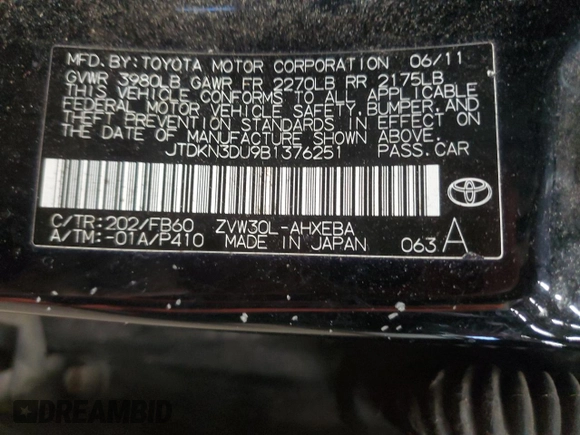 MFD. BY: TOYOTA MOTOR CORPORATION 06/11
GVWR 3980LB GAWR FR 2270LB RR 2175LB
THIS VEHICLE CONFORMS TO ALL APPLICABLE
FEDERAL MOTOR VEHICLE SAFETY, BUMPER, AND
THEFT PREVENTION STANDARDS IN EFFECT ON
THE DATE OF MANUFACTURE SHOWN ABOVE.
JTDKN3DU9B1376251 PASS.CAR
C/TR:202/FB60 ZVW30L-AHXEBA
A/TM:-01A/P410 MADE IN JAPAN 063 A
DREAMBID